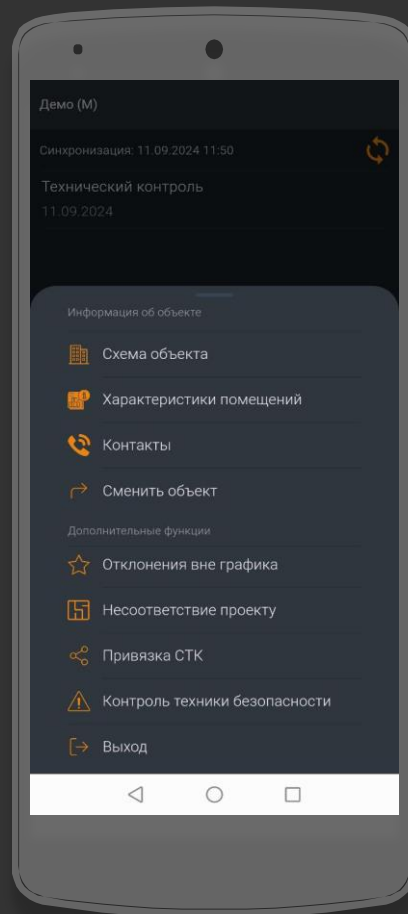 Демо (М)
Синхронизация: 11.09.2024 11:50
Технический контроль
11.09.2024
Информация об объекте
Схема объекта
Характеристики помещений
Контакты
Сменить объект
Дополнительные функции
Отклонения вне графика
Несоответствие проекту
Привязка СТК
Контроль техники безопасности
Выход